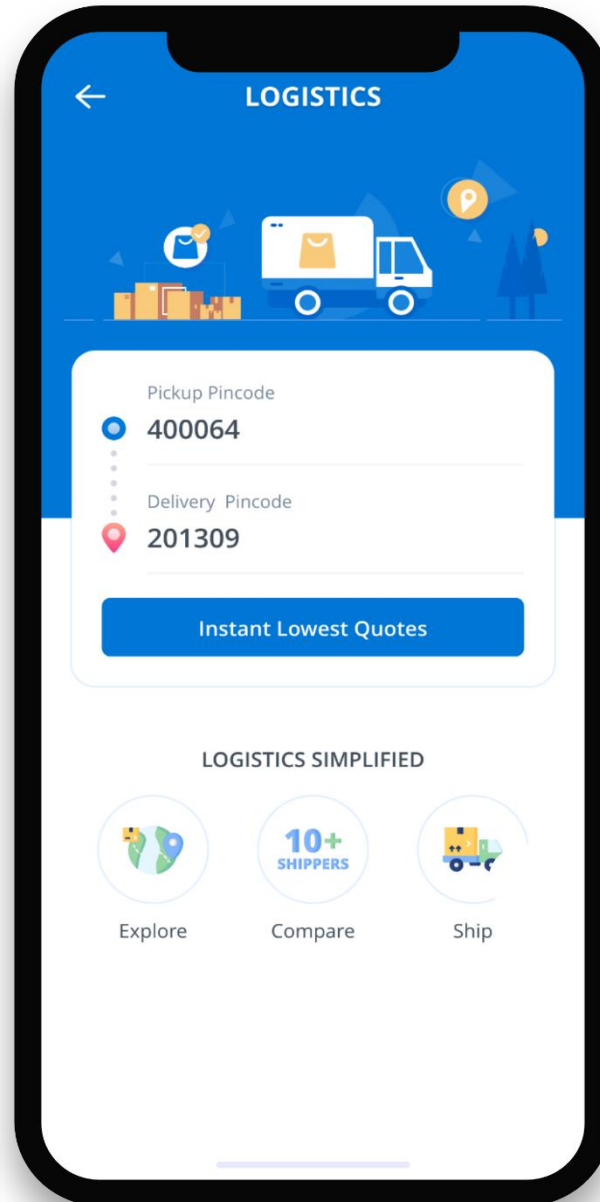 LOGISTICS
Pickup Pincode
400064
Delivery Pincode
201309
Instant Lowest Quotes
LOGISTICS SIMPLIFIED
10+
SHIPPERS
Explore
Compare
Ship